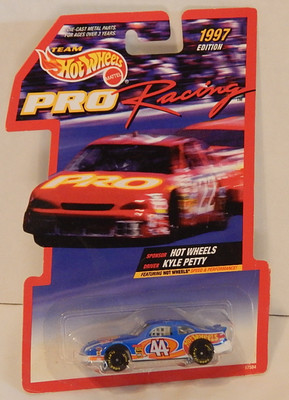 DIE-CAST METAL PARTS.
FOR AGES OVER 3 YEARS.
1997
EDITION
TEAM
Hot Wheels
MATTEL
PRO Racing
PRO
SPONSOR HOT WHEELS
DRIVER KYLE PETTY
FEATURING HOT WHEELS SPEED & PERFORMANCE!
44